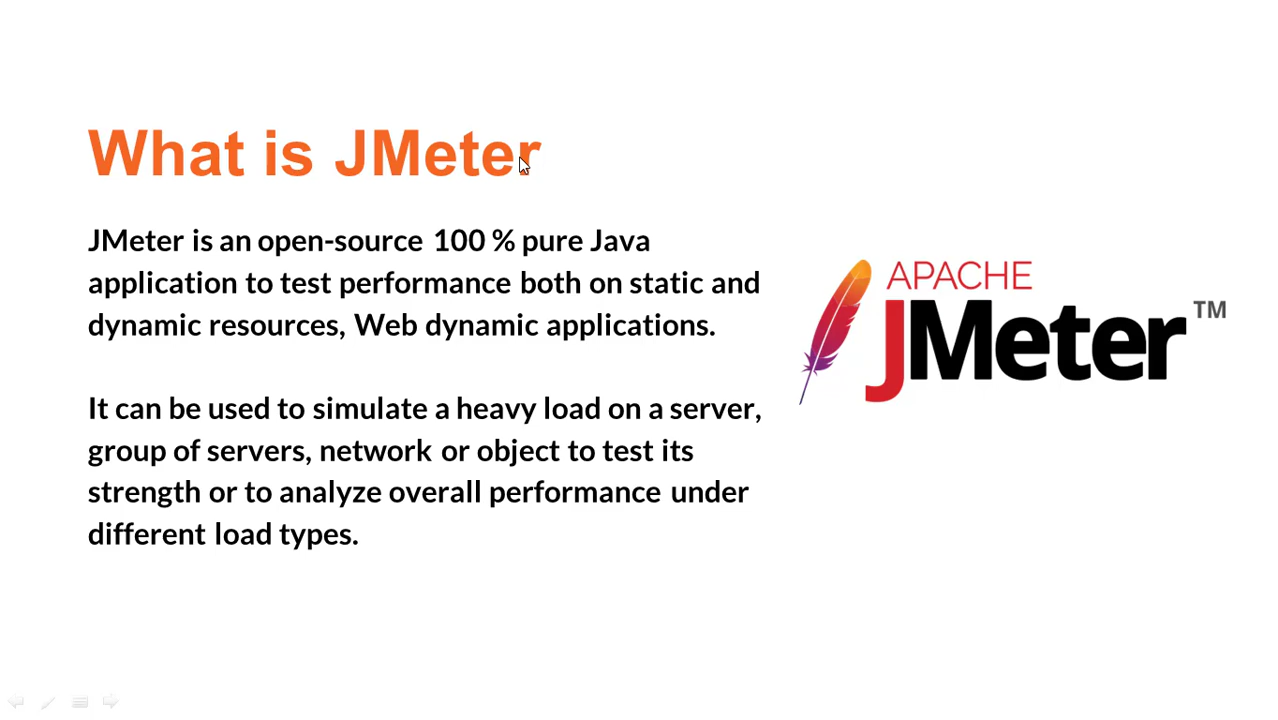 What is JMeter
JMeter is an open-source 100 % pure Java
application to test performance both on static and
dynamic resources, Web dynamic applications.
It can be used to simulate a heavy load on a server,
group of servers, network or object to test its
strength or to analyze overall performance under
different load types.
APACHE
JMeter™